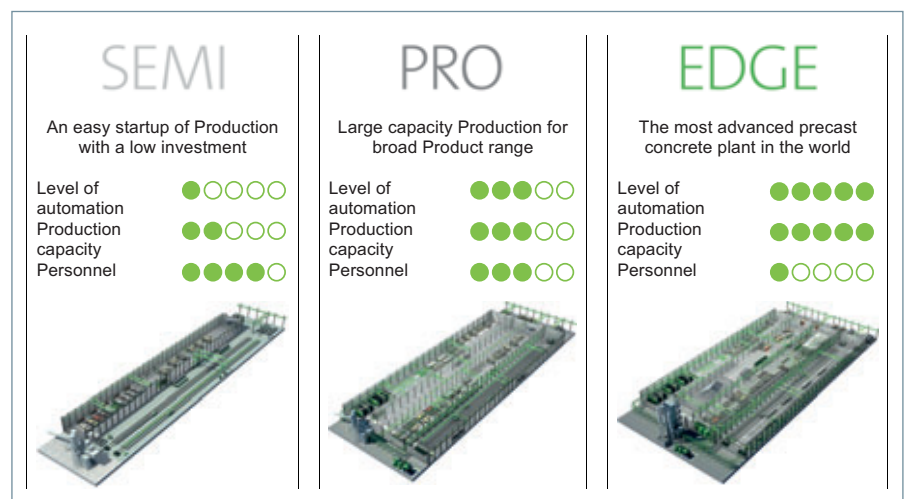 SEMI
An easy startup of Production
with a low investment
Level of
automation
Production
capacity
Personnel
PRO
Large capacity Production for
broad Product range
Level of
automation
Production
capacity
Personnel
EDGE
The most advanced precast
concrete plant in the world
Level of
automation
Production
capacity
Personnel